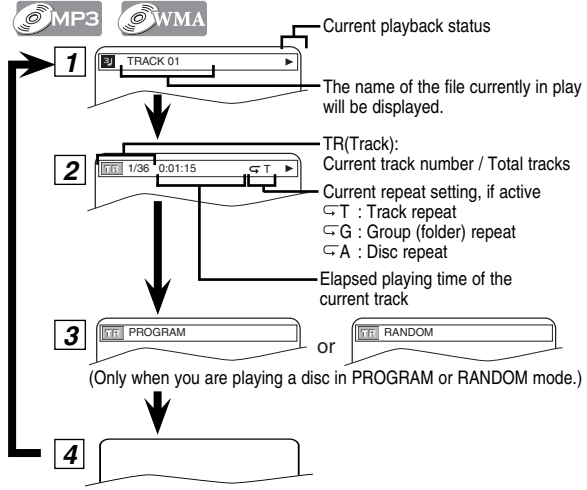 MP3 WMA
Current playback status
1 TRACK 01
The name of the file currently in play
will be displayed.
TR(Track):
Current track number / Total tracks
2 TR 1/36 0:01:15 T
Current repeat setting, if active
T : Track repeat
G : Group (folder) repeat
A : Disc repeat
Elapsed playing time of the
current track
3 TR PROGRAM or TR RANDOM
(Only when you are playing a disc in PROGRAM or RANDOM mode.)
4